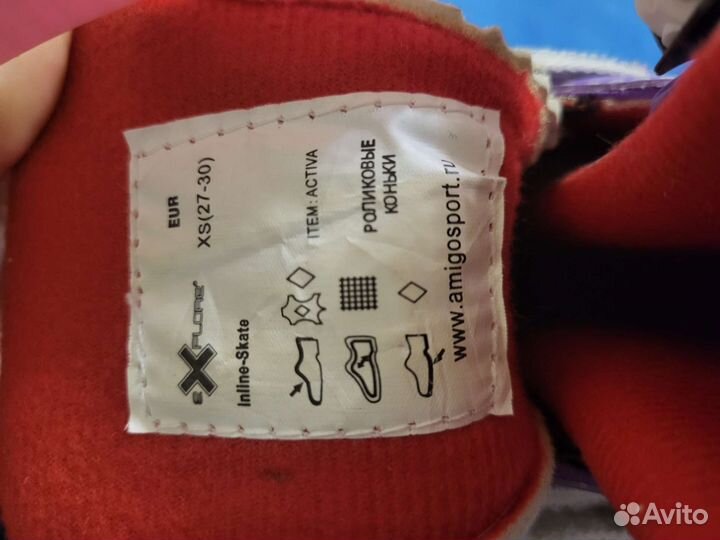 eXPLORE®
EUR
XS(27-30)
Inline-Skate
ITEM: ACTIVA
РОЛИКОВЫЕ
КОНЬКИ
www.amigosport.ru
Avito